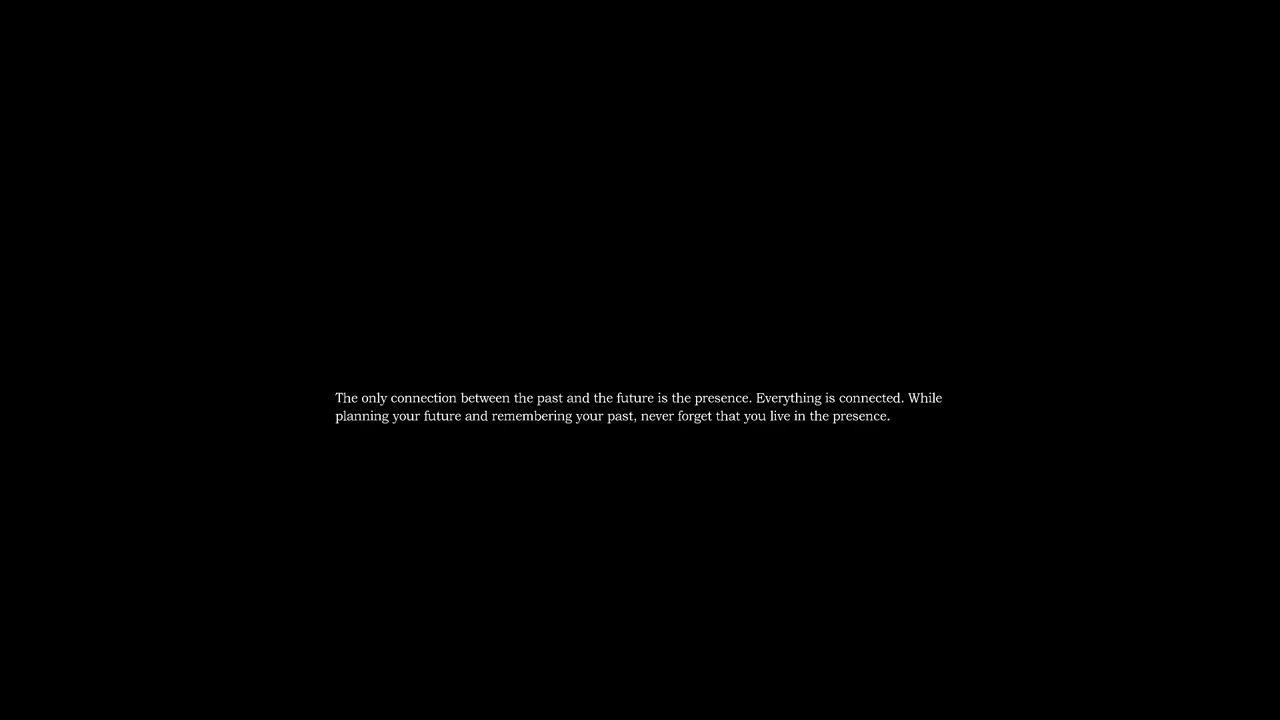 The only connection between the past and the future is the presence. Everything is connected. While
planning your future and remembering your past, never forget that you live in the presence.